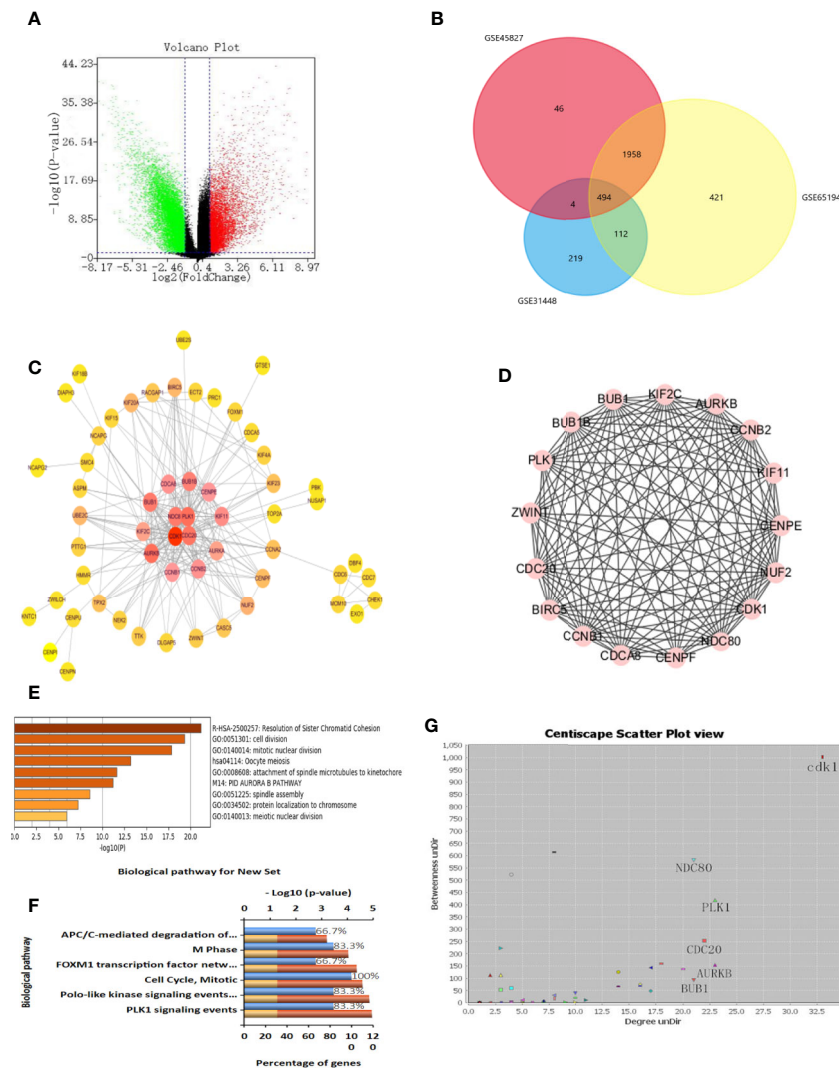 A
Volcano Plot
44.23
35.38
26.54
17.69
8.85
-0
-log10(P-value)
-8.17 -5.31 -2.46 0.4 3.26 6.11 8.97
log2(FoldChange)
B
GSE45827
46
1958
4
494
421
GSE65194
112
219
GSE31448
C
UBE2S
KIF18B
GTSE1
DIAPH3
RACGAP1
BIRC5
ECT2
PRC1
KIF20A
FOXM1
KIF15
CDCA5
NCAPG
KIF4A
NCAPG2
SMC4
CDCA8
BUB1B
KIF23
ASPM
CENPE
PBK
BUB1
NUSAP1
UBE2C
NDC80
PLK1
KIF11
TOP2A
KIF2C
CDK1
CDC20
PTTG1
AURKB
AURKA
CCNA2
HMMR
CCNB1
CCNB2
CDC6
DBF4
CENPF
CDC7
ZWILCH
TPX2
NUF2
CHEK1
KNTC1
CENPU
NEK2
CASC5
MCM10
EXO1
TTK
DLGAP5
ZWINT
CENPI
CENPN
D
KIF2C
BUB1
AURKB
BUB1B
CCNB2
PLK1
KIF11
ZWINT
CENPE
CDC20
NUF2
BIRC5
CDK1
CCNB1
NDC80
CDCA8
CENPF
E
R-HSA-2500257: Resolution of Sister Chromatid Cohesion
GO:0051301: cell division
GO:0140014: mitotic nuclear division
hsa04114: Oocyte meiosis
GO:0008608: attachment of spindle microtubules to kinetochore
M14: PID AURORA B PATHWAY
GO:0051225: spindle assembly
GO:0034502: protein localization to chromosome
GO:0140013: meiotic nuclear division
0.0 2.5 5.0 7.5 10.0 12.5 15.0 17.5 20.0
-log10(P)
Biological pathway for New Set
F
- Log10 (p-value)
0 1 2 3 4 5
Biological pathway
APC/C-mediated degradation of... 66.7%
M Phase 83.3%
FOXM1 transcription factor netw... 66.7%
Cell Cycle, Mitotic 100%
Polo-like kinase signaling events... 83.3%
PLK1 signaling events 83.3%
0 20 40 60 80 10 12
0 0
Percentage of genes
G
Centiscape Scatter Plot view
1,050
1,000
950
900
850
800
750
700
650
600
550
500
450
400
350
300
250
200
150
100
50
0
Betweenness unDir
cdk1
NDC80
PLK1
CDC20
AURKB
BUB1
0.0 2.5 5.0 7.5 10.0 12.5 15.0 17.5 20.0 22.5 25.0 27.5 30.0 32.5
Degree unDir